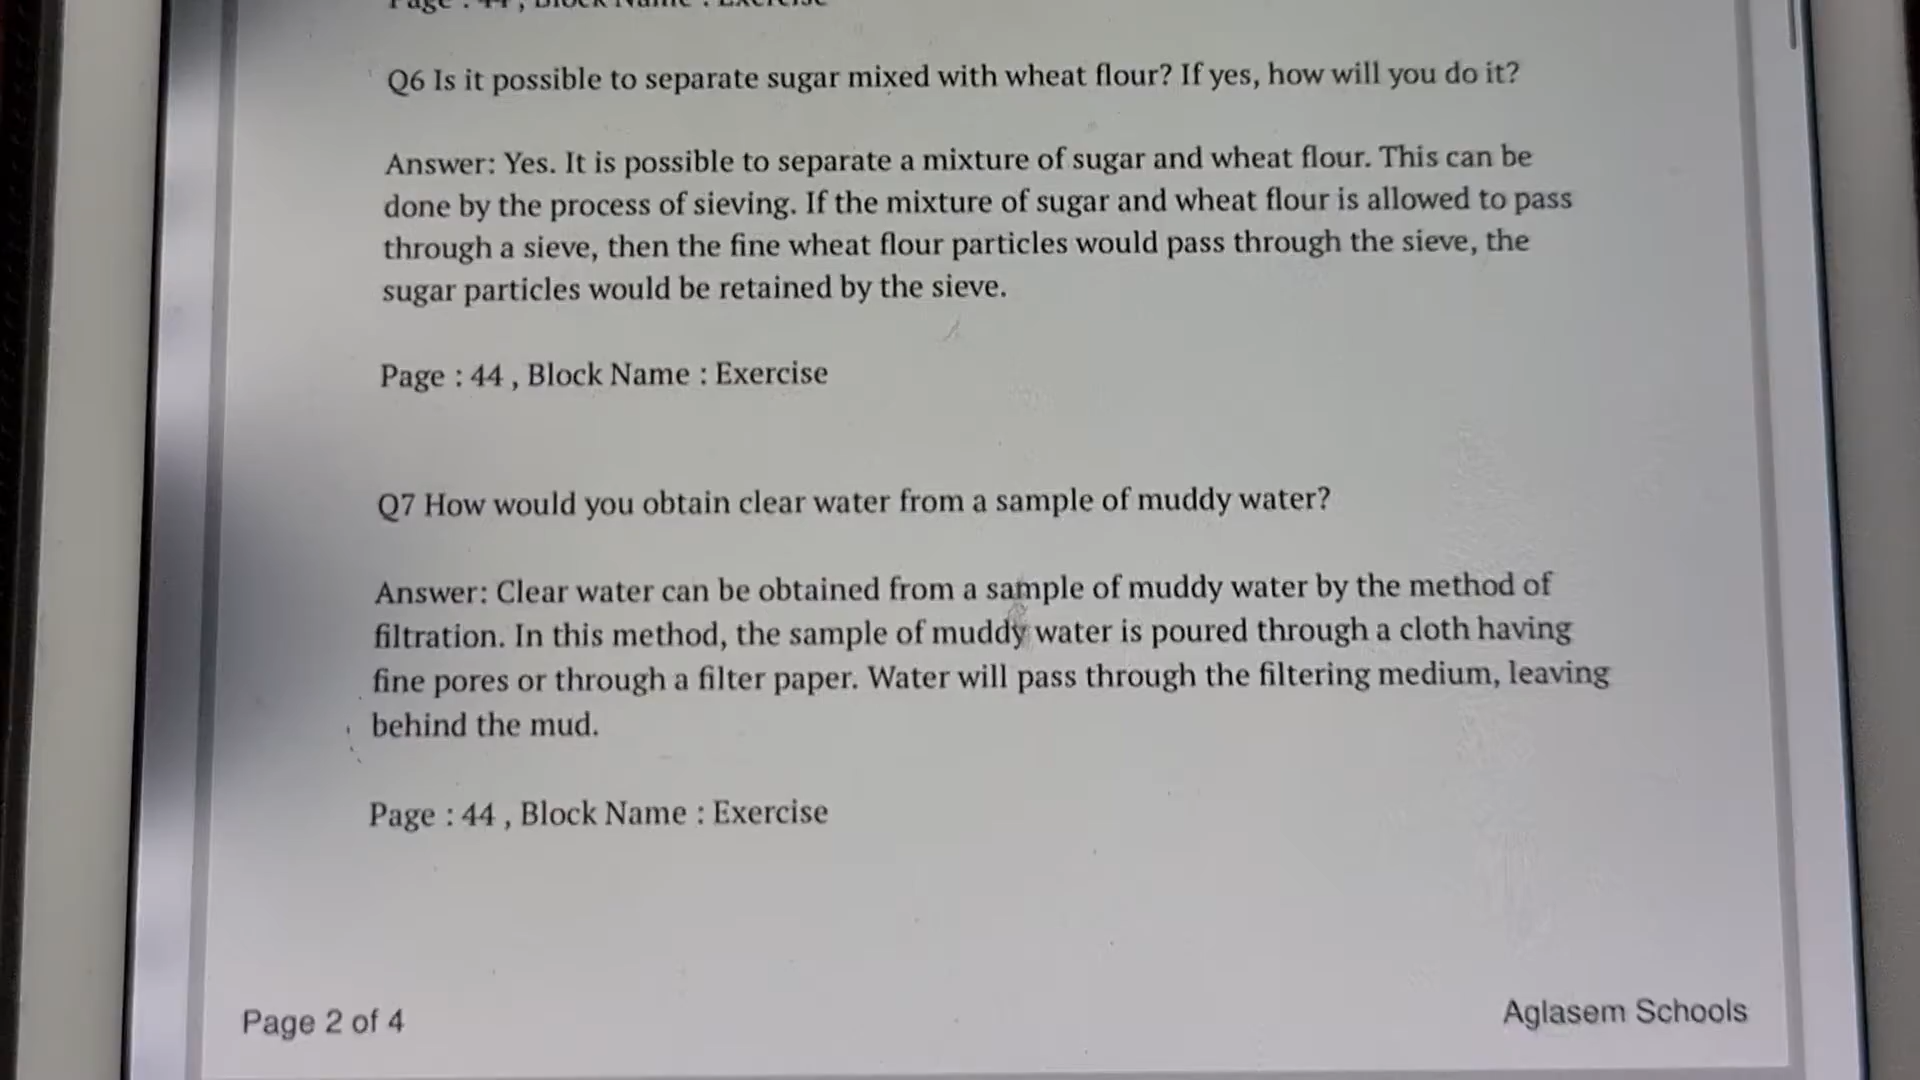 Page : 44 , Block Name : Exercise
Q6 Is it possible to separate sugar mixed with wheat flour? If yes, how will you do it?
Answer: Yes. It is possible to separate a mixture of sugar and wheat flour. This can be
done by the process of sieving. If the mixture of sugar and wheat flour is allowed to pass
through a sieve, then the fine wheat flour particles would pass through the sieve, the
sugar particles would be retained by the sieve.
Page : 44 , Block Name : Exercise
Q7 How would you obtain clear water from a sample of muddy water?
Answer: Clear water can be obtained from a sample of muddy water by the method of
filtration. In this method, the sample of muddy water is poured through a cloth having
fine pores or through a filter paper. Water will pass through the filtering medium, leaving
behind the mud.
Page : 44 , Block Name : Exercise
Page 2 of 4
Aglasem Schools